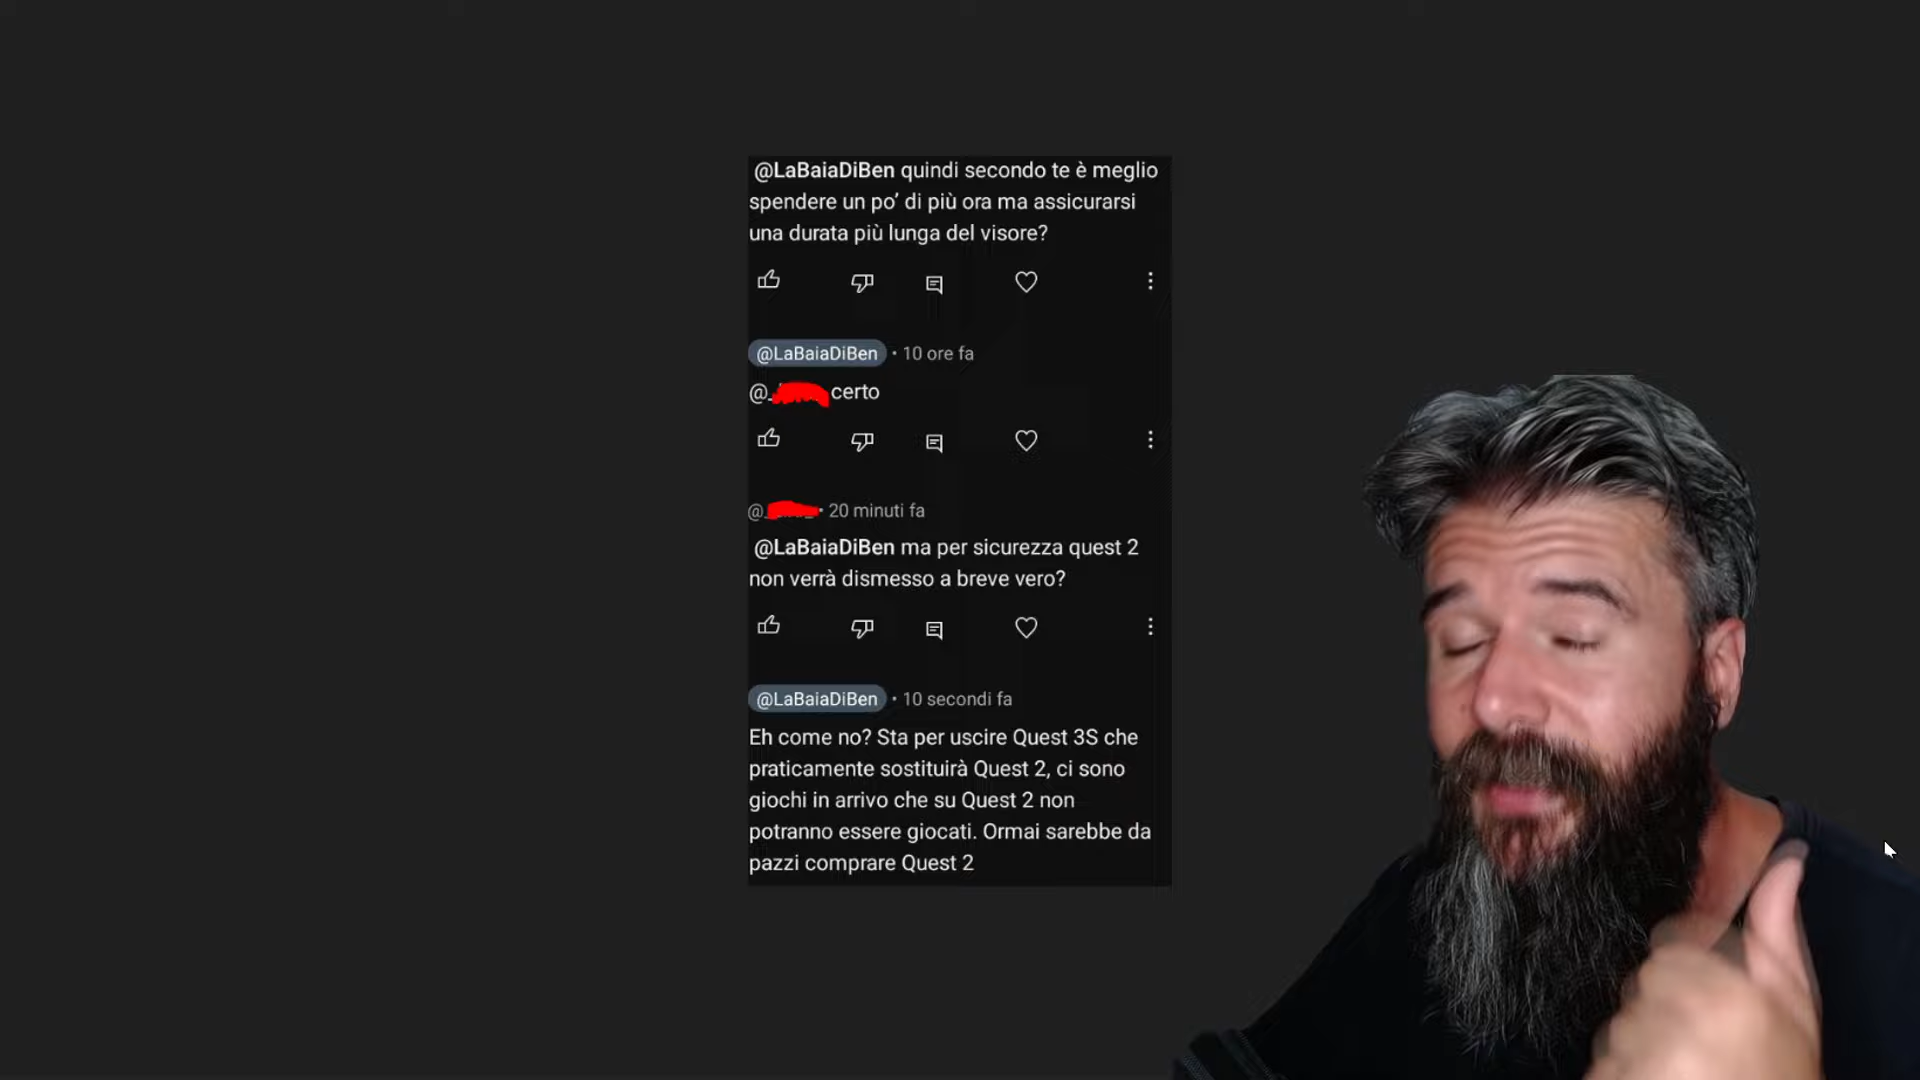 @LaBaiaDiBen quindi secondo te è meglio
spendere un po’ di più ora ma assicurarsi
una durata più lunga del visore?
@LaBaiaDiBen • 10 ore fa
@_ certo
@_ • 20 minuti fa
@LaBaiaDiBen ma per sicurezza quest 2
non verrà dismesso a breve vero?
@LaBaiaDiBen • 10 secondi fa
Eh come no? Sta per uscire Quest 3S che
praticamente sostituirà Quest 2, ci sono
giochi in arrivo che su Quest 2 non
potranno essere giocati. Ormai sarebbe da
pazzi comprare Quest 2